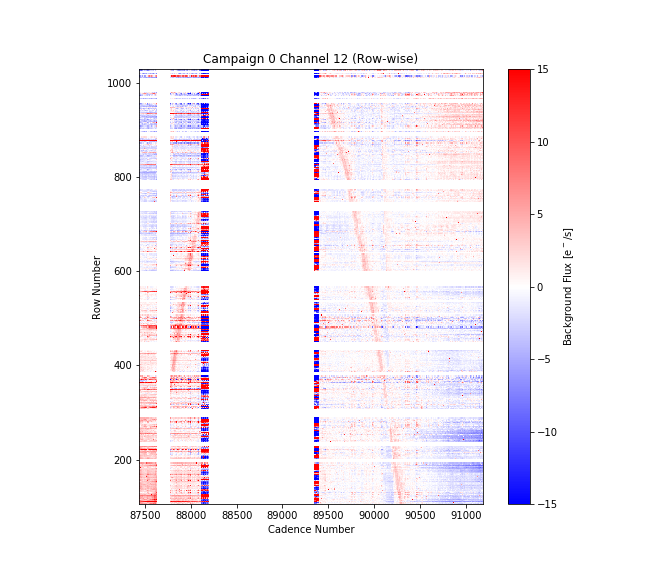 Campaign 0 Channel 12 (Row-wise)
1000
800
600
400
200
Row Number
87500 88000 88500 89000 89500 90000 90500 91000
Cadence Number
15
10
5
0
−5
−10
−15
Background Flux [e⁻/s]